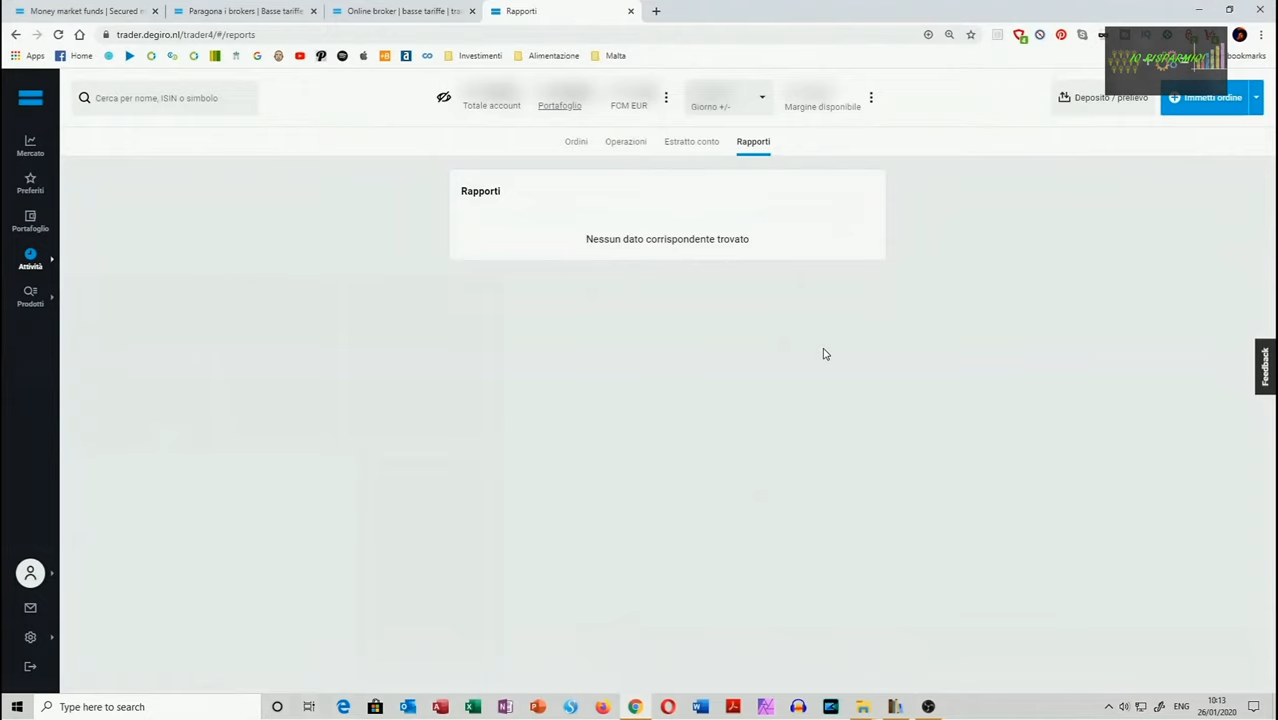 Money market funds | Secured m
Paragona i brokers | Basse tariffe
Online broker | basse tariffe | tra
Rapporti
trader.degiro.nl/trader4/#/reports
Apps
Home
Investimenti
Alimentazione
Malta
bookmarks
IO RISPARMIO!
Cerca per nome, ISIN o simbolo
Totale account
Portafoglio
FCM EUR
Giorno +/-
Margine disponibile
Deposito / prelievo
Immetti ordine
Ordini
Operazioni
Estratto conto
Rapporti
Mercato
Preferiti
Portafoglio
Attività
Prodotti
Rapporti
Nessun dato corrispondente trovato
Feedback
Type here to search
ENG
10:13
26/01/2020